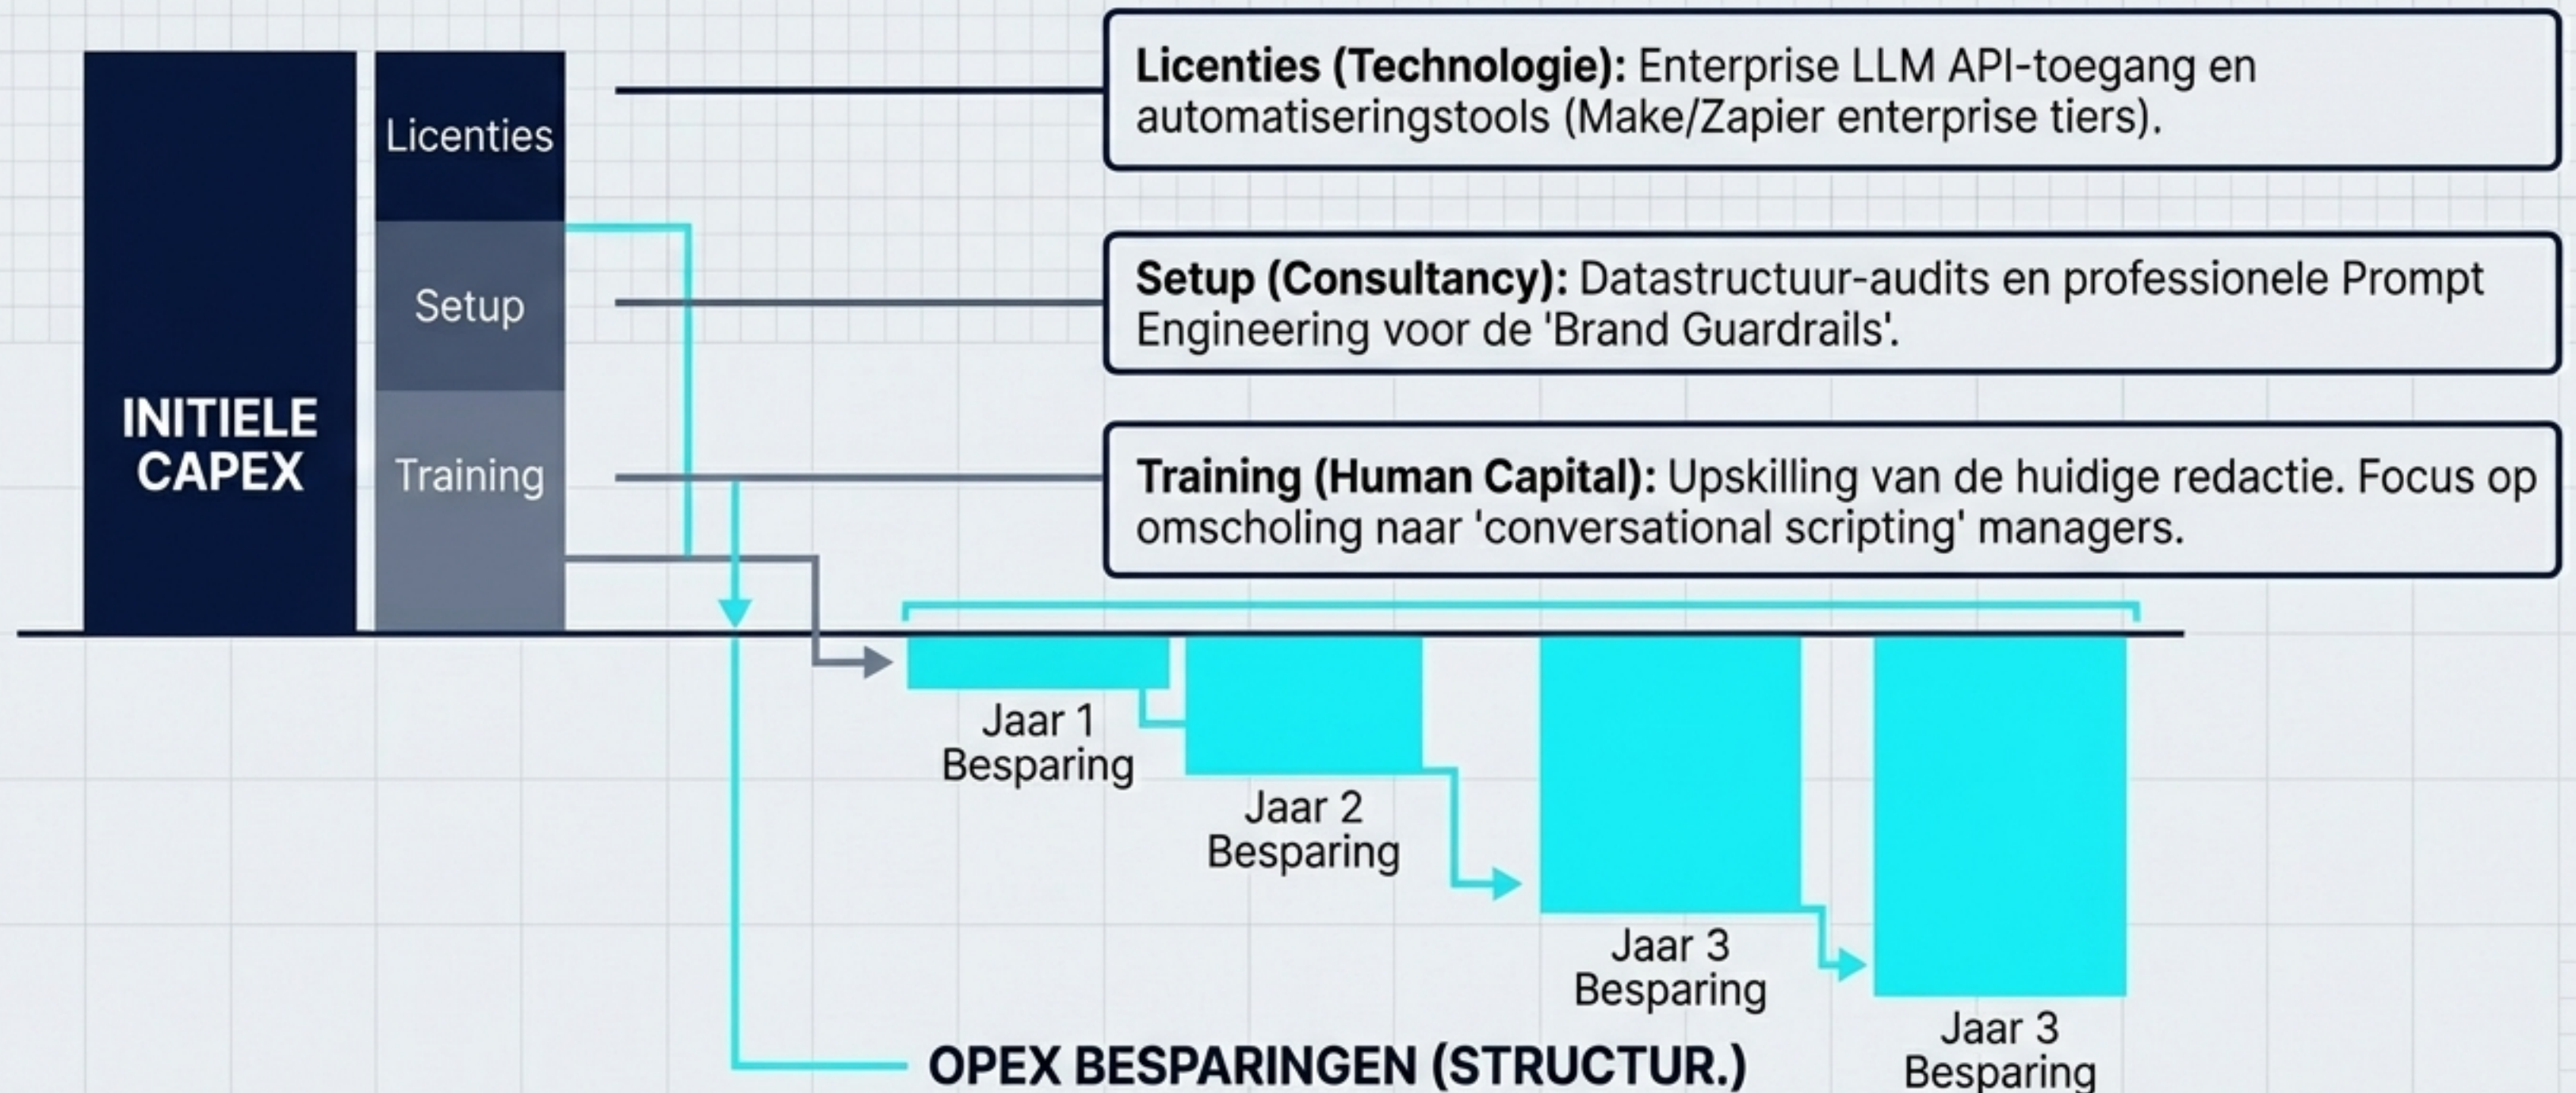 Licenties (Technologie): Enterprise LLM API-toegang en
automatiseringstools (Make/Zapier enterprise tiers).
Licenties
Setup (Consultancy): Datastructuur-audits en professionele Prompt
Engineering voor de 'Brand Guardrails'.
Setup
INITIELE
CAPEX
Training (Human Capital): Upskilling van de huidige redactie. Focus op
omscholing naar 'conversational scripting' managers.
Training
Jaar 1
Besparing
Jaar 2
Besparing
Jaar 3
Besparing
Jaar 3
Besparing
OPEX BESPARINGEN (STRUCTUR.)